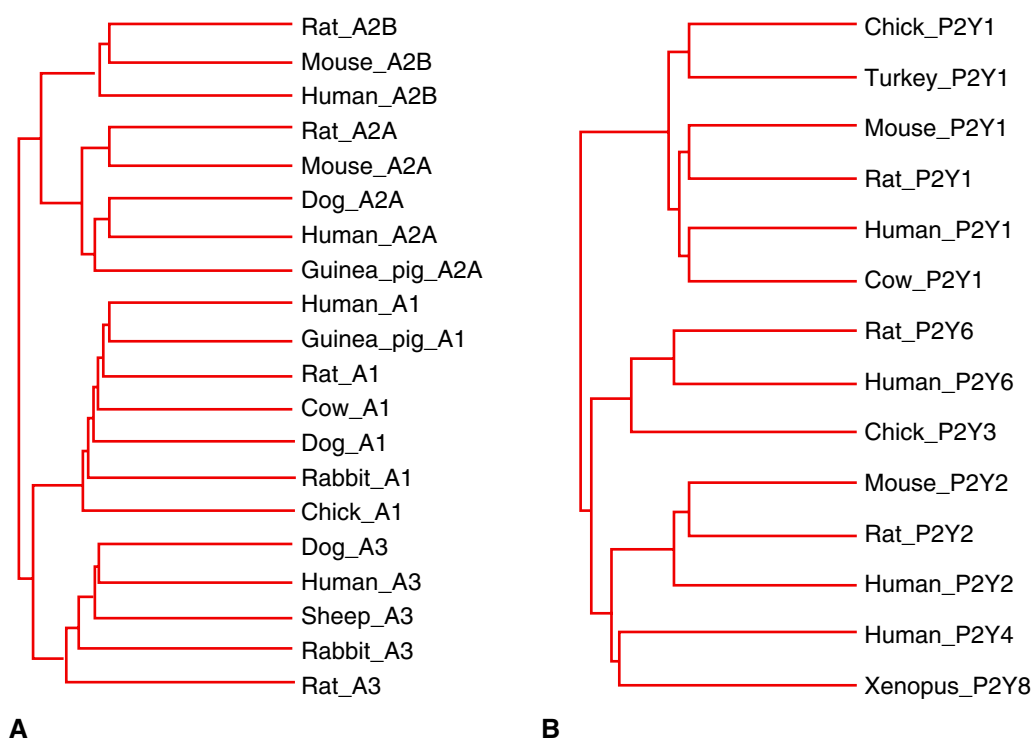 Rat_A2B
Mouse_A2B
Human_A2B
Rat_A2A
Mouse_A2A
Dog_A2A
Human_A2A
Guinea_pig_A2A
Human_A1
Guinea_pig_A1
Rat_A1
Cow_A1
Dog_A1
Rabbit_A1
Chick_A1
Dog_A3
Human_A3
Sheep_A3
Rabbit_A3
Rat_A3
A
Chick_P2Y1
Turkey_P2Y1
Mouse_P2Y1
Rat_P2Y1
Human_P2Y1
Cow_P2Y1
Rat_P2Y6
Human_P2Y6
Chick_P2Y3
Mouse_P2Y2
Rat_P2Y2
Human_P2Y2
Human_P2Y4
Xenopus_P2Y8
B